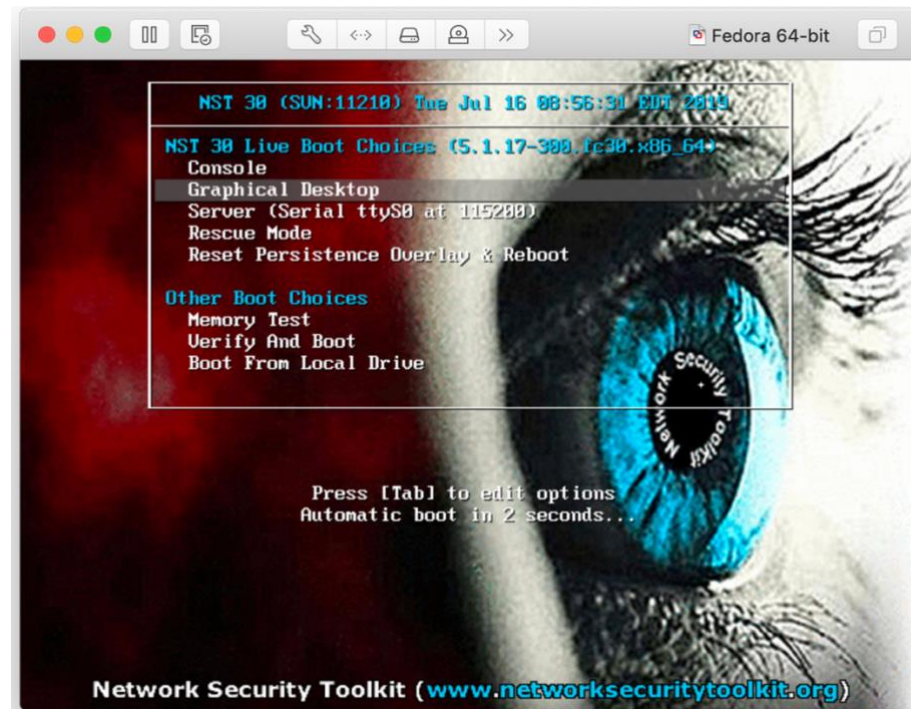 Fedora 64-bit
NST 30 (SUN:11210) Tue Jul 16 08:56:31 EDT 2019
NST 30 Live Boot Choices (5.1.17-300.fc30.x86_64)
Console
Graphical Desktop
Server (Serial ttyS0 at 115200)
Rescue Mode
Reset Persistence Overlay & Reboot
Other Boot Choices
Memory Test
Verify And Boot
Boot From Local Drive
Network Security Toolkit
Press [Tab] to edit options
Automatic boot in 2 seconds...
Network Security Toolkit (www.networksecuritytoolkit.org)